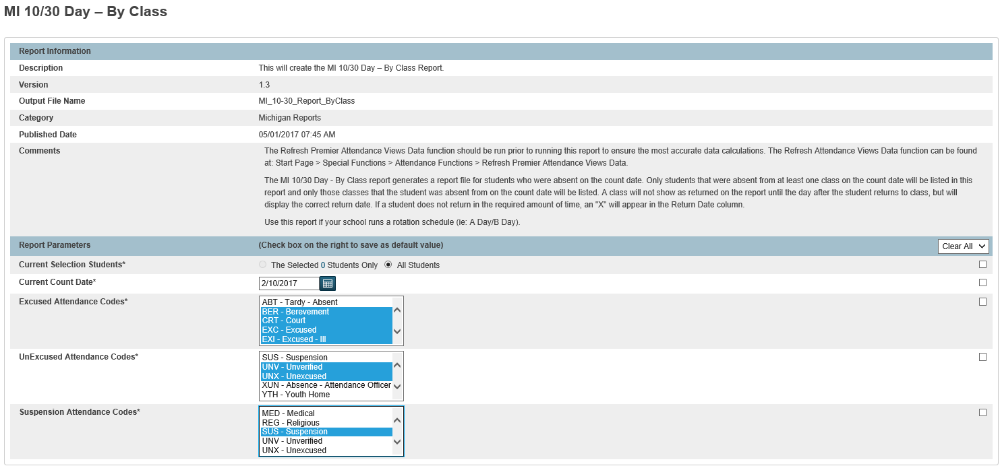 MI 10/30 Day – By Class
Report Information
Description This will create the MI 10/30 Day – By Class Report.
Version 1.3
Output File Name MI_10-30_Report_ByClass
Category Michigan Reports
Published Date 05/01/2017 07:45 AM
Comments The Refresh Premier Attendance Views Data function should be run prior to running this report to ensure the most accurate data calculations. The Refresh Attendance Views Data function can be found
at: Start Page > Special Functions > Attendance Functions > Refresh Premier Attendance Views Data.
The MI 10/30 Day - By Class report generates a report file for students who were absent on the count date. Only students that were absent from at least one class on the count date will be listed in this
report and only those classes that the student was absent from on the count date will be listed. A class will not show as returned on the report until the day after the student returns to class, but will
display the correct return date. If a student does not return in the required amount of time, an "X" will appear in the Return Date column.
Use this report if your school runs a rotation schedule (ie: A Day/B Day).
Report Parameters (Check box on the right to save as default value) Clear All
Current Selection Students* The Selected 0 Students Only All Students
Current Count Date* 2/10/2017
Excused Attendance Codes* ABT - Tardy - Absent
BER - Berevement
CRT - Court
EXC - Excused
EXI - Excused - Ill
UnExcused Attendance Codes* SUS - Suspension
UNV - Unverified
UNX - Unexcused
XUN - Absence - Attendance Officer
YTH - Youth Home
Suspension Attendance Codes* MED - Medical
REG - Religious
SUS - Suspension
UNV - Unverified
UNX - Unexcused